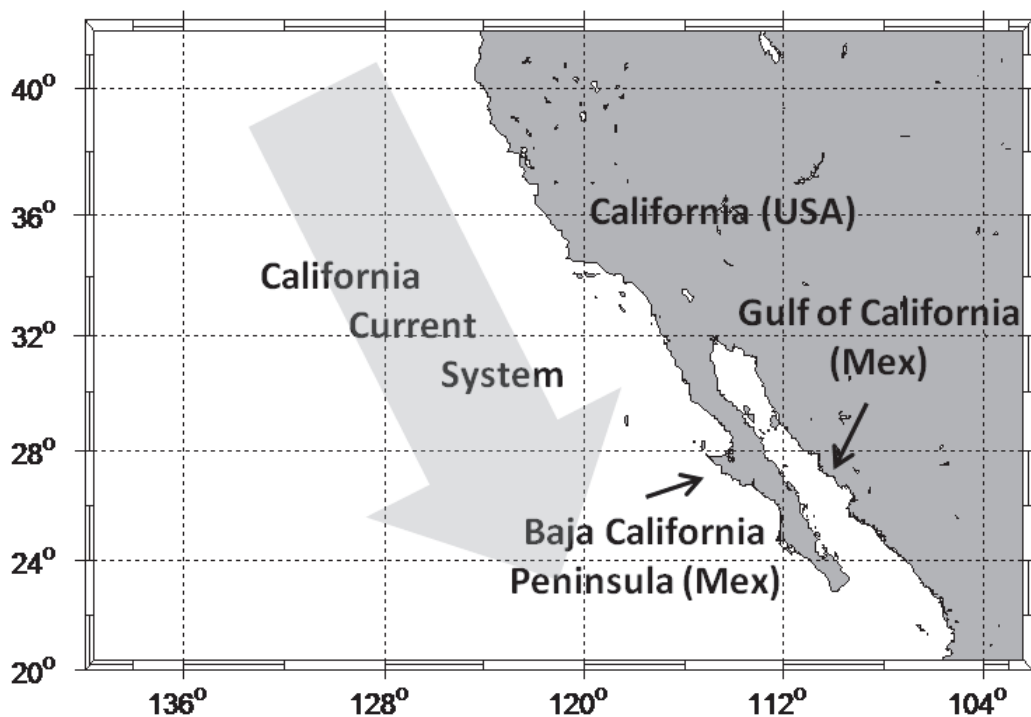 40°
36°
32°
28°
24°
20°
California (USA)
California
Current
System
Gulf of California
(Mex)
Baja California
Peninsula (Mex)
136°
128°
120°
112°
104°